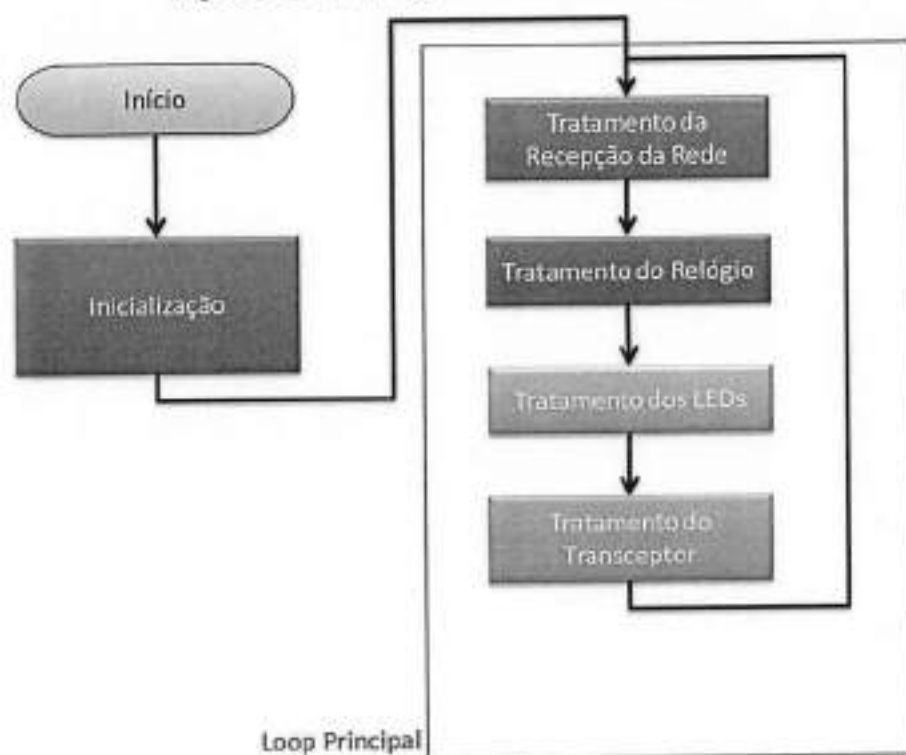 Início
Inicialização
Tratamento da
Recepção da Rede
Tratamento do Relógio
Tratamento dos LEDs
Tratamento do
Transceptor
Loop Principal